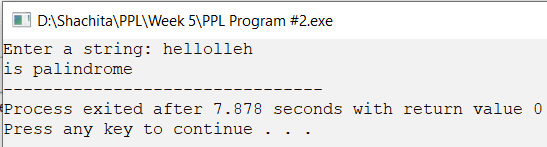 D:\Shachita\PPL\Week 5\PPL Program #2.exe
Enter a string: hellolleh
is palindrome
--------------------------------
Process exited after 7.878 seconds with return value 0
Press any key to continue . . .